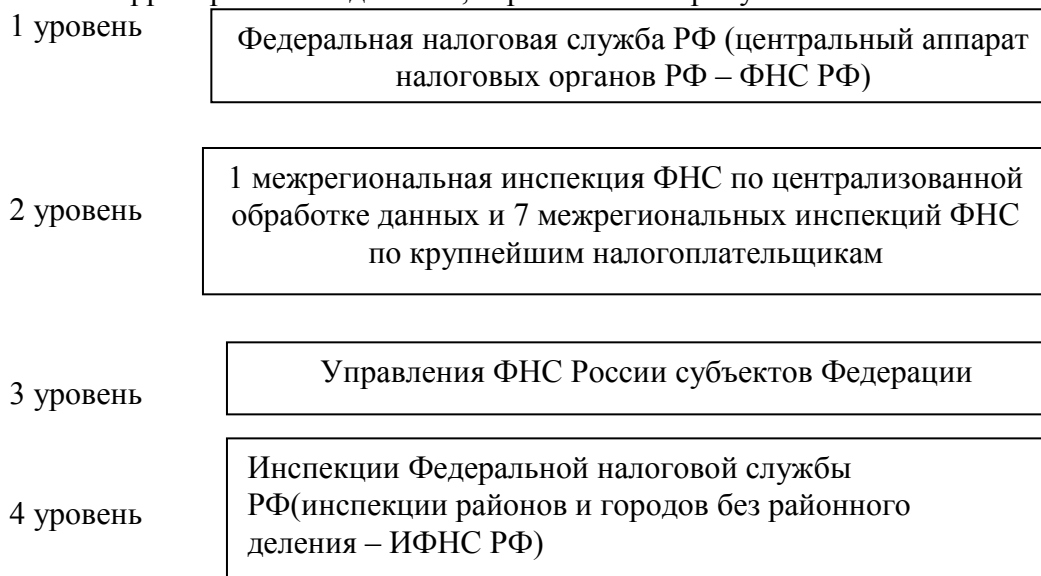 1 уровень
Федеральная налоговая служба РФ (центральный аппарат
налоговых органов РФ – ФНС РФ)
2 уровень
1 межрегиональная инспекция ФНС по централизованной
обработке данных и 7 межрегиональных инспекций ФНС
по крупнейшим налогоплательщикам
3 уровень
Управления ФНС России субъектов Федерации
4 уровень
Инспекции Федеральной налоговой службы
РФ(инспекции районов и городов без районного
деления – ИФНС РФ)